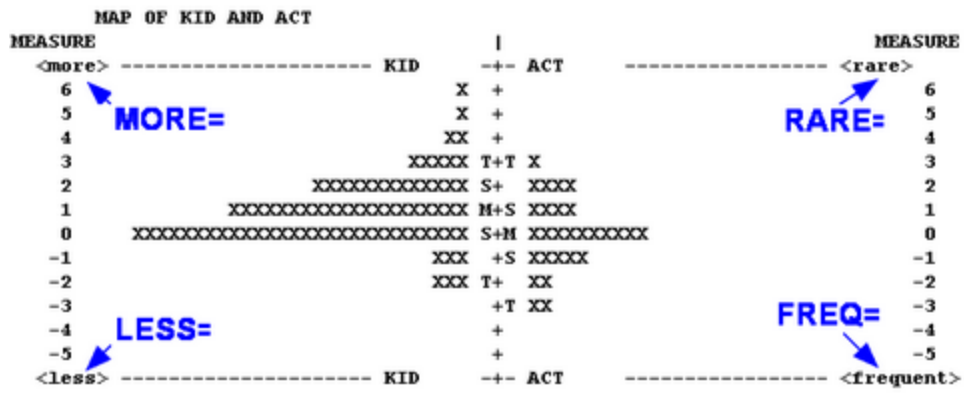 MAP OF KID AND ACT
MEASURE | MEASURE
<more> --------------------- KID -+- ACT ----------------- <rare>
6 X + 6
MORE= RARE=
5 X + 5
4 XX + 4
3 XXXXX T+T X 3
2 XXXXXXXXXXXXX S+ XXXX 2
1 XXXXXXXXXXXXXXXXXXXX M+S XXXX 1
0 XXXXXXXXXXXXXXXXXXXXXXXXXXXX S+M XXXXXXXXXX 0
-1 XXX +S XXXXX -1
-2 XXX T+ XX -2
-3 +T XX -3
LESS= FREQ=
-4 + -4
-5 + -5
<less> --------------------- KID -+- ACT ----------------- <frequent>